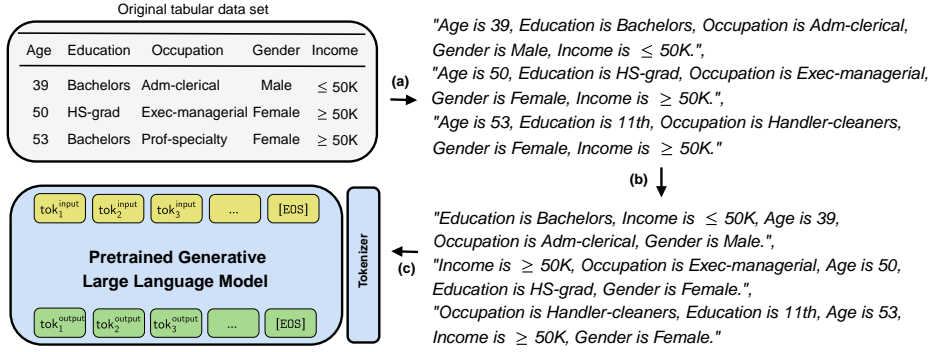 Original tabular data set
Age Education Occupation Gender Income
39 Bachelors Adm-clerical Male ≤ 50K
50 HS-grad Exec-managerial Female ≥ 50K
53 Bachelors Prof-specialty Female ≥ 50K
(a)
"Age is 39, Education is Bachelors, Occupation is Adm-clerical,
Gender is Male, Income is ≤ 50K.",
"Age is 50, Education is HS-grad, Occupation is Exec-managerial,
Gender is Female, Income is ≥ 50K.",
"Age is 53, Education is 11th, Occupation is Handler-cleaners,
Gender is Female, Income is ≥ 50K."
(b)
"Education is Bachelors, Income is ≤ 50K, Age is 39,
Occupation is Adm-clerical, Gender is Male.",
"Income is ≥ 50K, Occupation is Exec-managerial, Age is 50,
Education is HS-grad, Gender is Female.",
"Occupation is Handler-cleaners, Education is 11th, Age is 53,
Income is ≥ 50K, Gender is Female."
(c)
Tokenizer
tok₁^input tok₂^input tok₃^input ... [EOS]
Pretrained Generative
Large Language Model
tok₁^output tok₂^output tok₃^output ... [EOS]